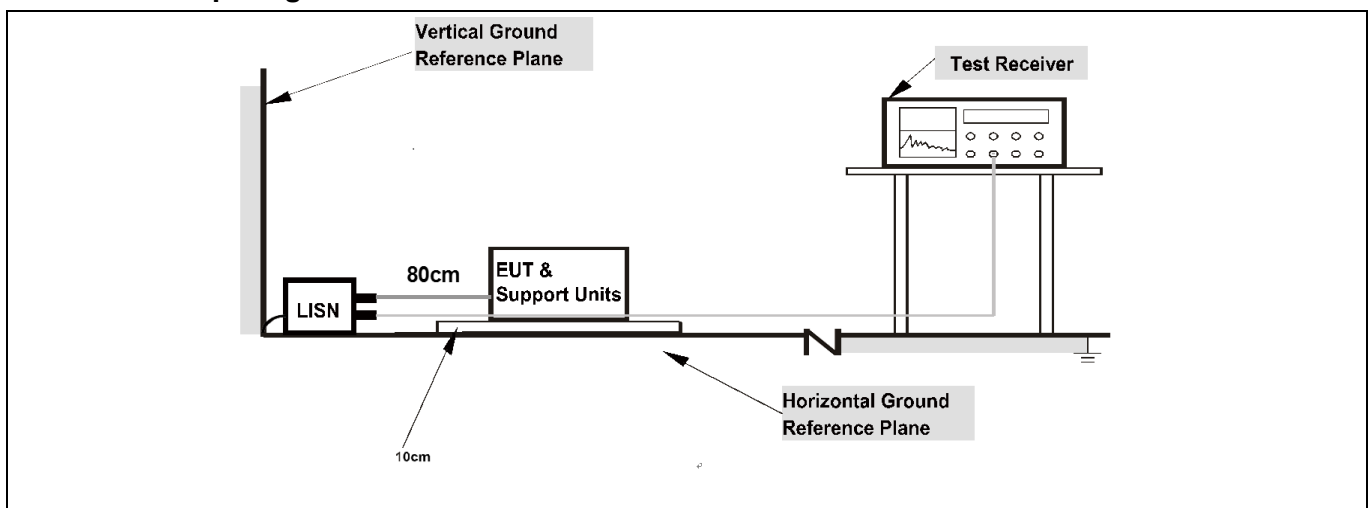 Vertical Ground
Reference Plane
Test Receiver
80cm
EUT &
Support Units
LISN
Horizontal Ground
Reference Plane
10cm